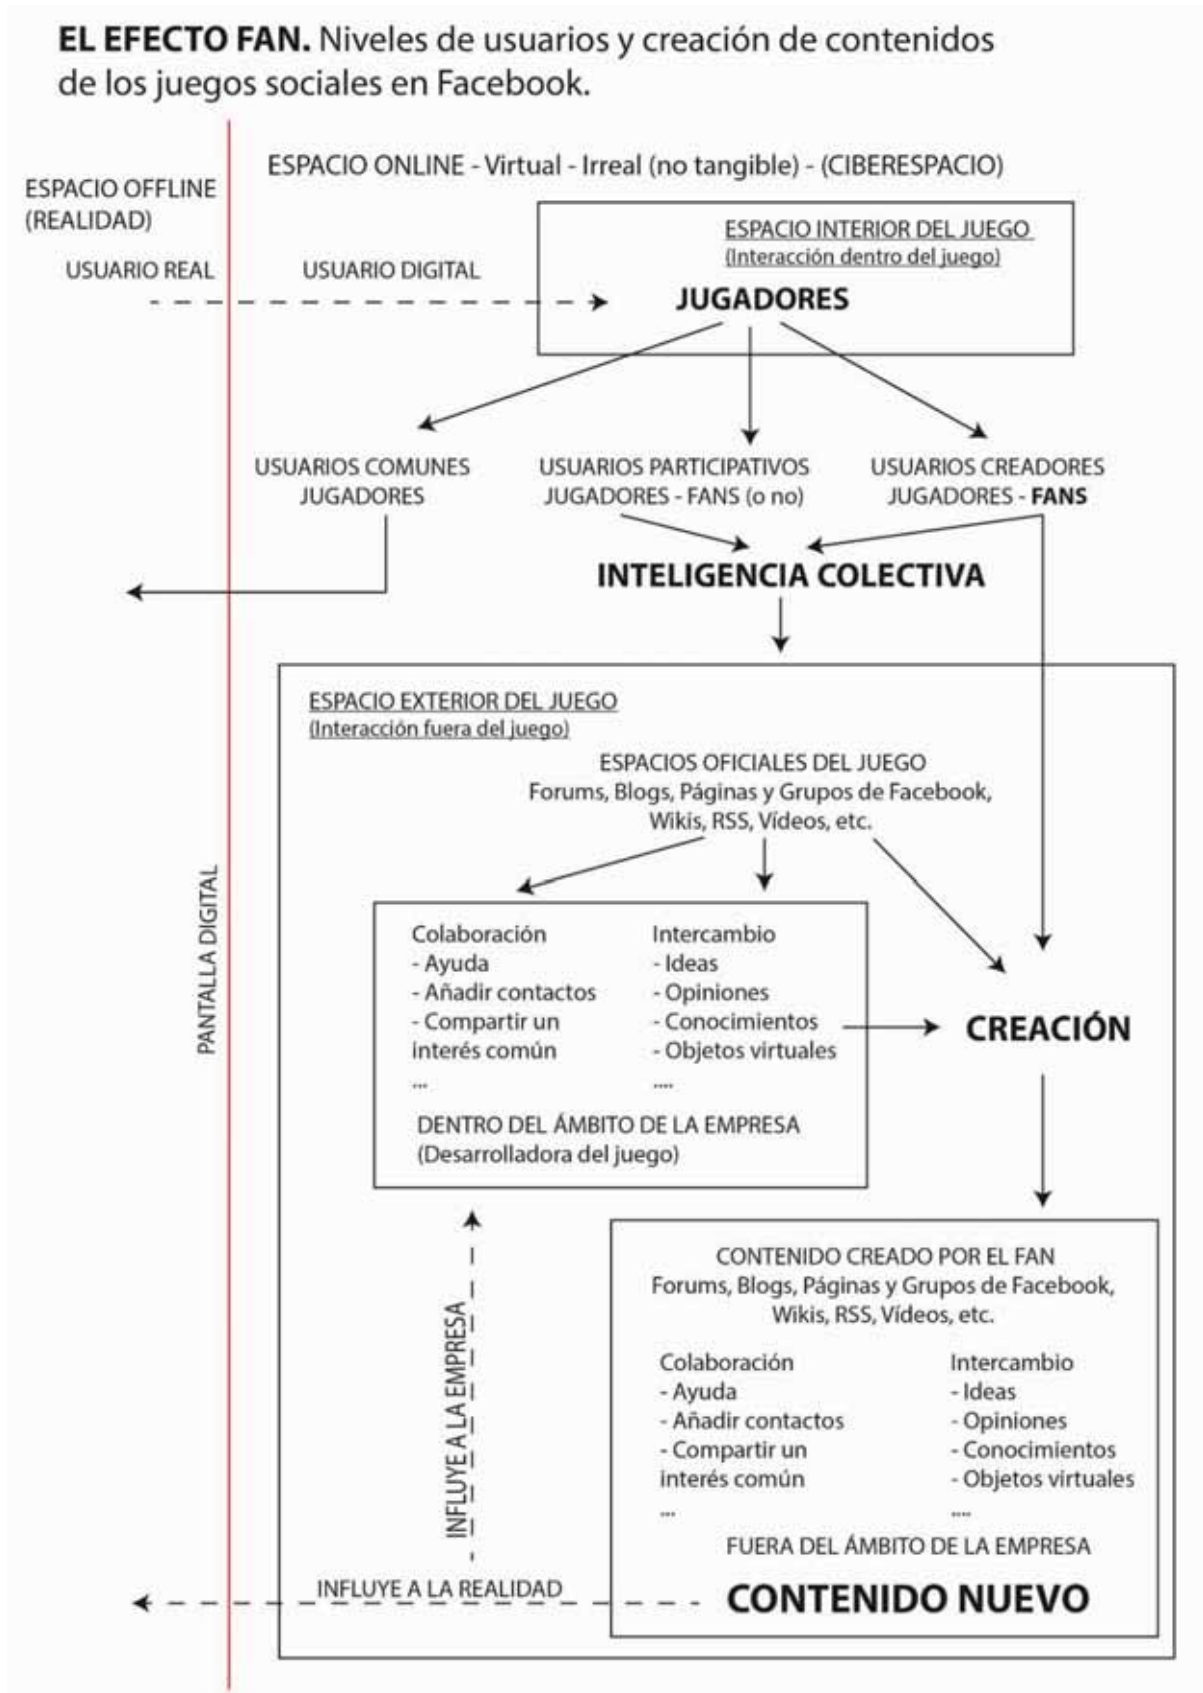 EL EFECTO FAN. Niveles de usuarios y creación de contenidos
de los juegos sociales en Facebook.
ESPACIO ONLINE - Virtual - Irreal (no tangible) - (CIBERESPACIO)
ESPACIO OFFLINE
(REALIDAD)
ESPACIO INTERIOR DEL JUEGO
(Interacción dentro del juego)
USUARIO REAL
USUARIO DIGITAL
JUGADORES
USUARIOS COMUNES
JUGADORES
USUARIOS PARTICIPATIVOS
JUGADORES - FANS (o no)
USUARIOS CREADORES
JUGADORES - FANS
INTELIGENCIA COLECTIVA
ESPACIO EXTERIOR DEL JUEGO
(Interacción fuera del juego)
ESPACIOS OFICIALES DEL JUEGO
Forums, Blogs, Páginas y Grupos de Facebook,
Wikis, RSS, Vídeos, etc.
PANTALLA DIGITAL
Colaboración
- Ayuda
- Añadir contactos
- Compartir un
interés común
...
Intercambio
- Ideas
- Opiniones
- Conocimientos
- Objetos virtuales
....
DENTRO DEL ÁMBITO DE LA EMPRESA
(Desarrolladora del juego)
CREACIÓN
CONTENIDO CREADO POR EL FAN
Forums, Blogs, Páginas y Grupos de Facebook,
Wikis, RSS, Vídeos, etc.
Colaboración
- Ayuda
- Añadir contactos
- Compartir un
interés común
...
Intercambio
- Ideas
- Opiniones
- Conocimientos
- Objetos virtuales
....
FUERA DEL ÁMBITO DE LA EMPRESA
CONTENIDO NUEVO
INFLUYE A LA EMPRESA
INFLUYE A LA REALIDAD